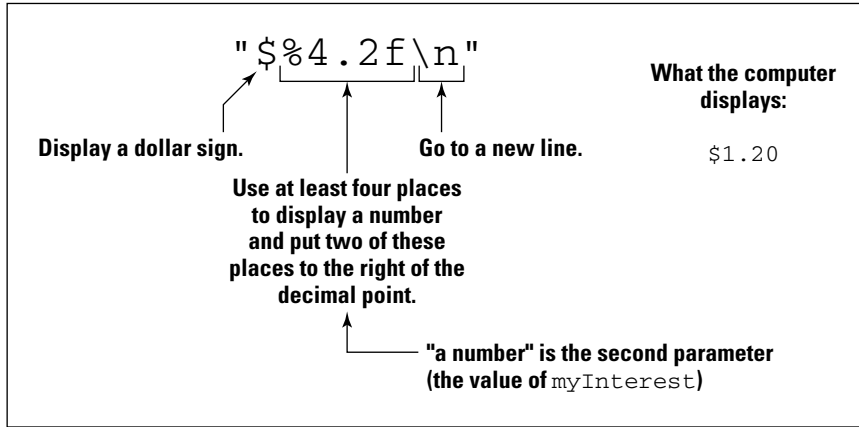 "$%4.2f\n"
What the computer
displays:
$1.20
Display a dollar sign.
Go to a new line.
Use at least four places
to display a number
and put two of these
places to the right of the
decimal point.
"a number" is the second parameter
(the value of myInterest)